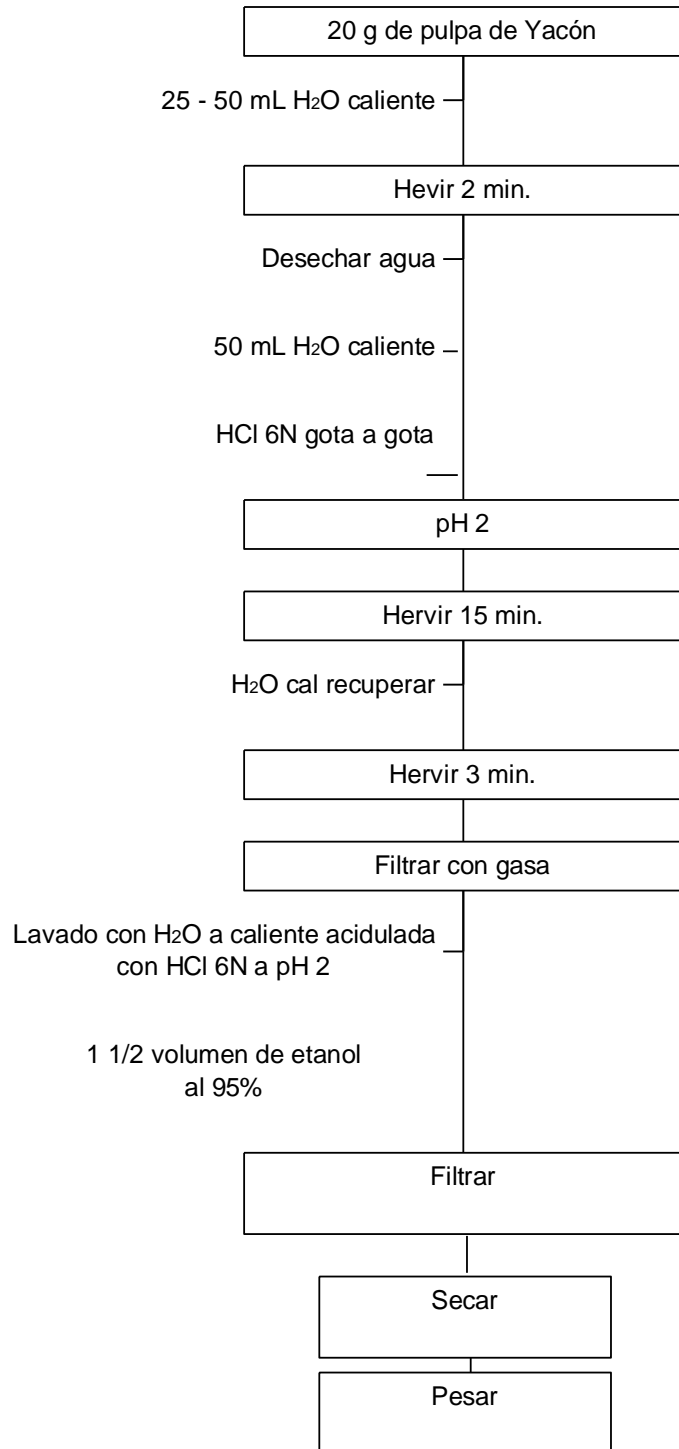 20 g de pulpa de Yacón
25 - 50 mL H2O caliente
Hevir 2 min.
Desechar agua
50 mL H2O caliente
HCl 6N gota a gota
pH 2
Hervir 15 min.
H2O cal recuperar
Hervir 3 min.
Filtrar con gasa
Lavado con H2O a caliente acidulada
con HCl 6N a pH 2
1 1/2 volumen de etanol
al 95%
Filtrar
Secar
Pesar